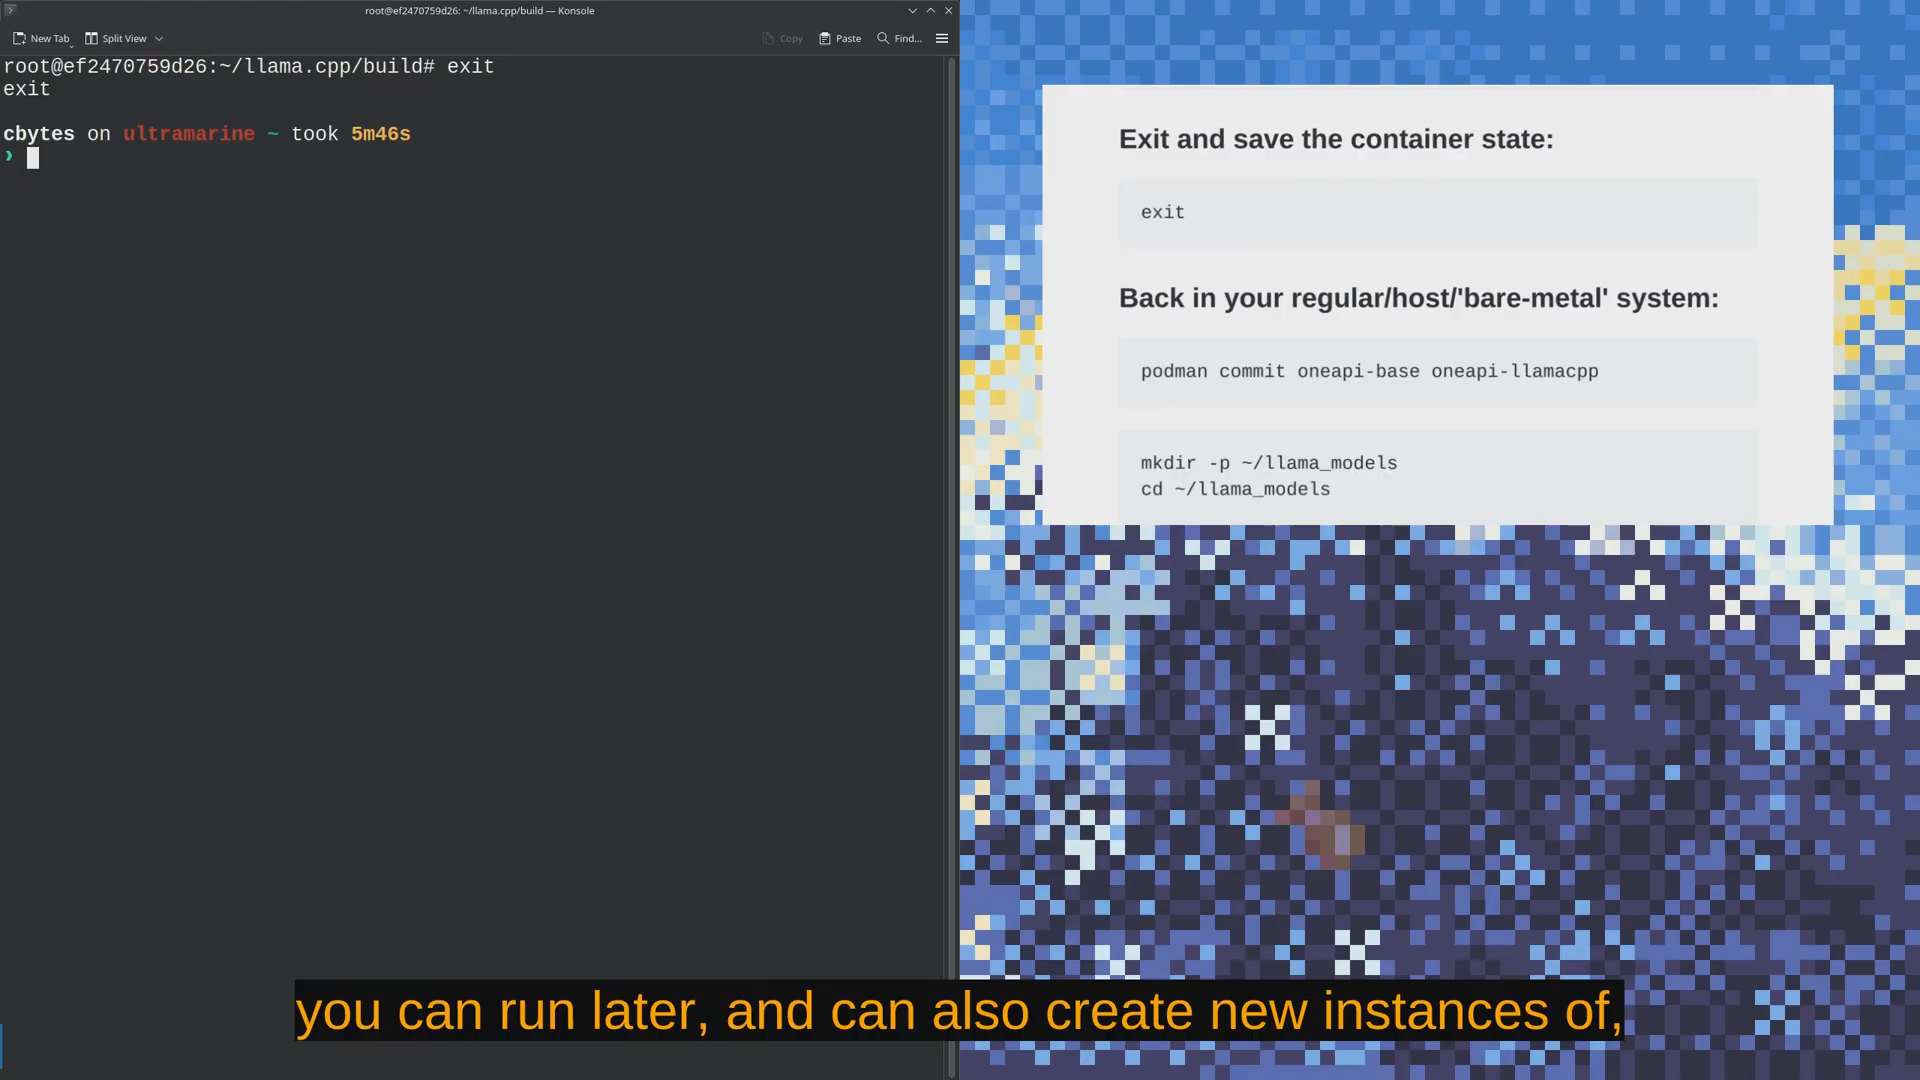 root@ef2470759d26: ~/llama.cpp/build — Konsole
New Tab
Split View
Copy
Paste
Find...
root@ef2470759d26:~/llama.cpp/build# exit
exit
cbytes on ultramarine ~ took 5m46s
›
Exit and save the container state:
exit
Back in your regular/host/'bare-metal' system:
podman commit oneapi-base oneapi-llamacpp
mkdir -p ~/llama_models
cd ~/llama_models
you can run later, and can also create new instances of,